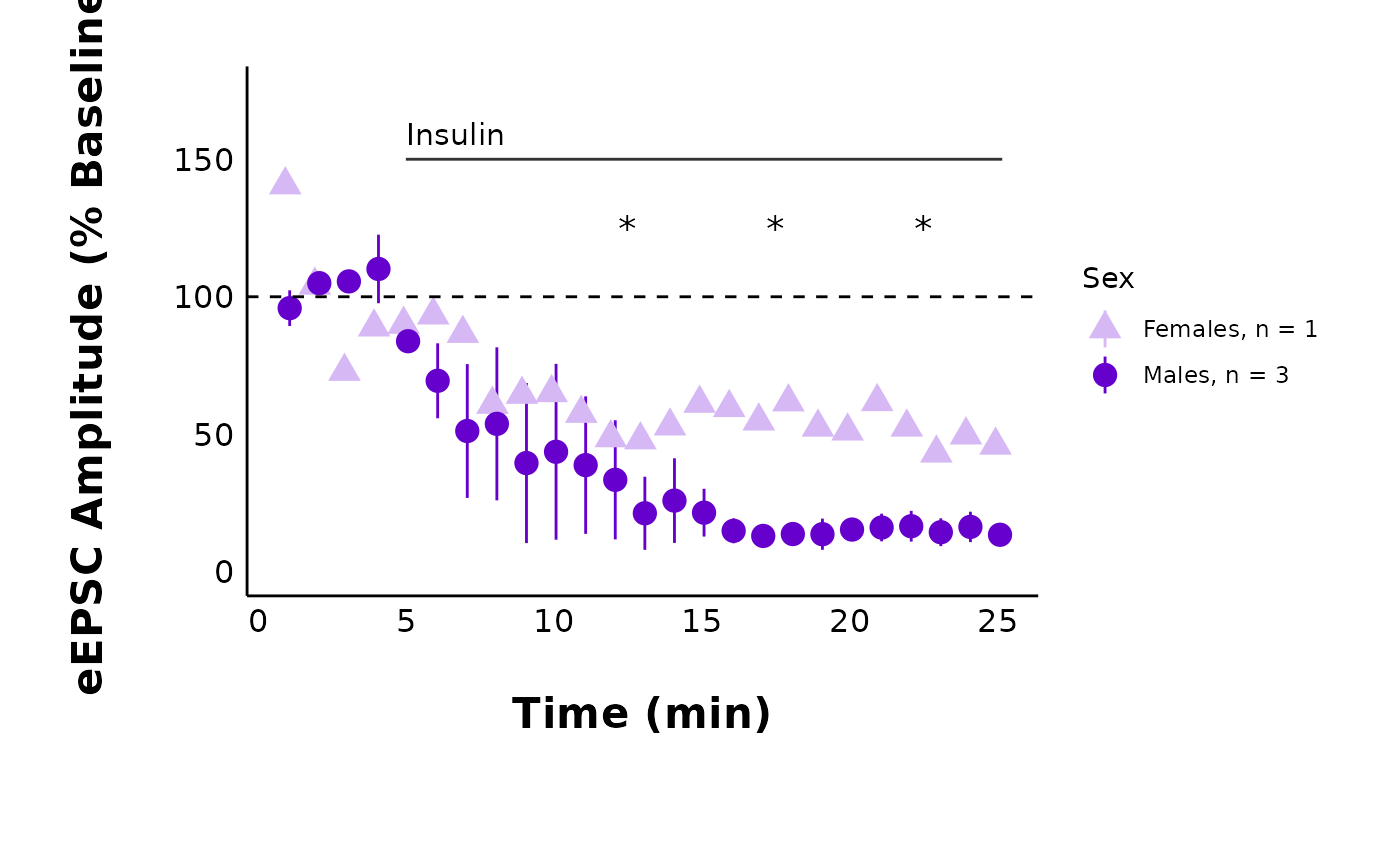 eEPSC Amplitude (% Baseline
150
100
50
0
Insulin
* * *
0 5 10 15 20 25
Time (min)
Sex
Females, n = 1
Males, n = 3